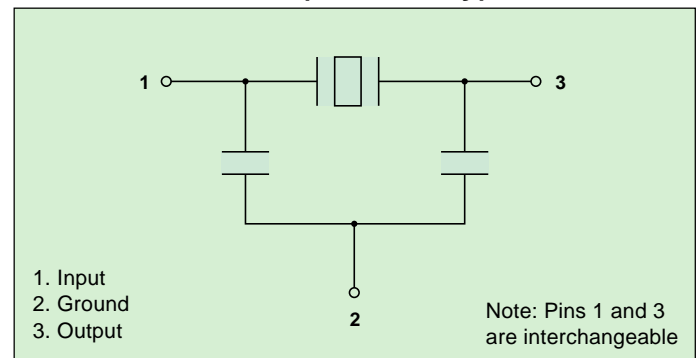 1
3
2
1. Input
2. Ground
3. Output
Note: Pins 1 and 3
are interchangeable